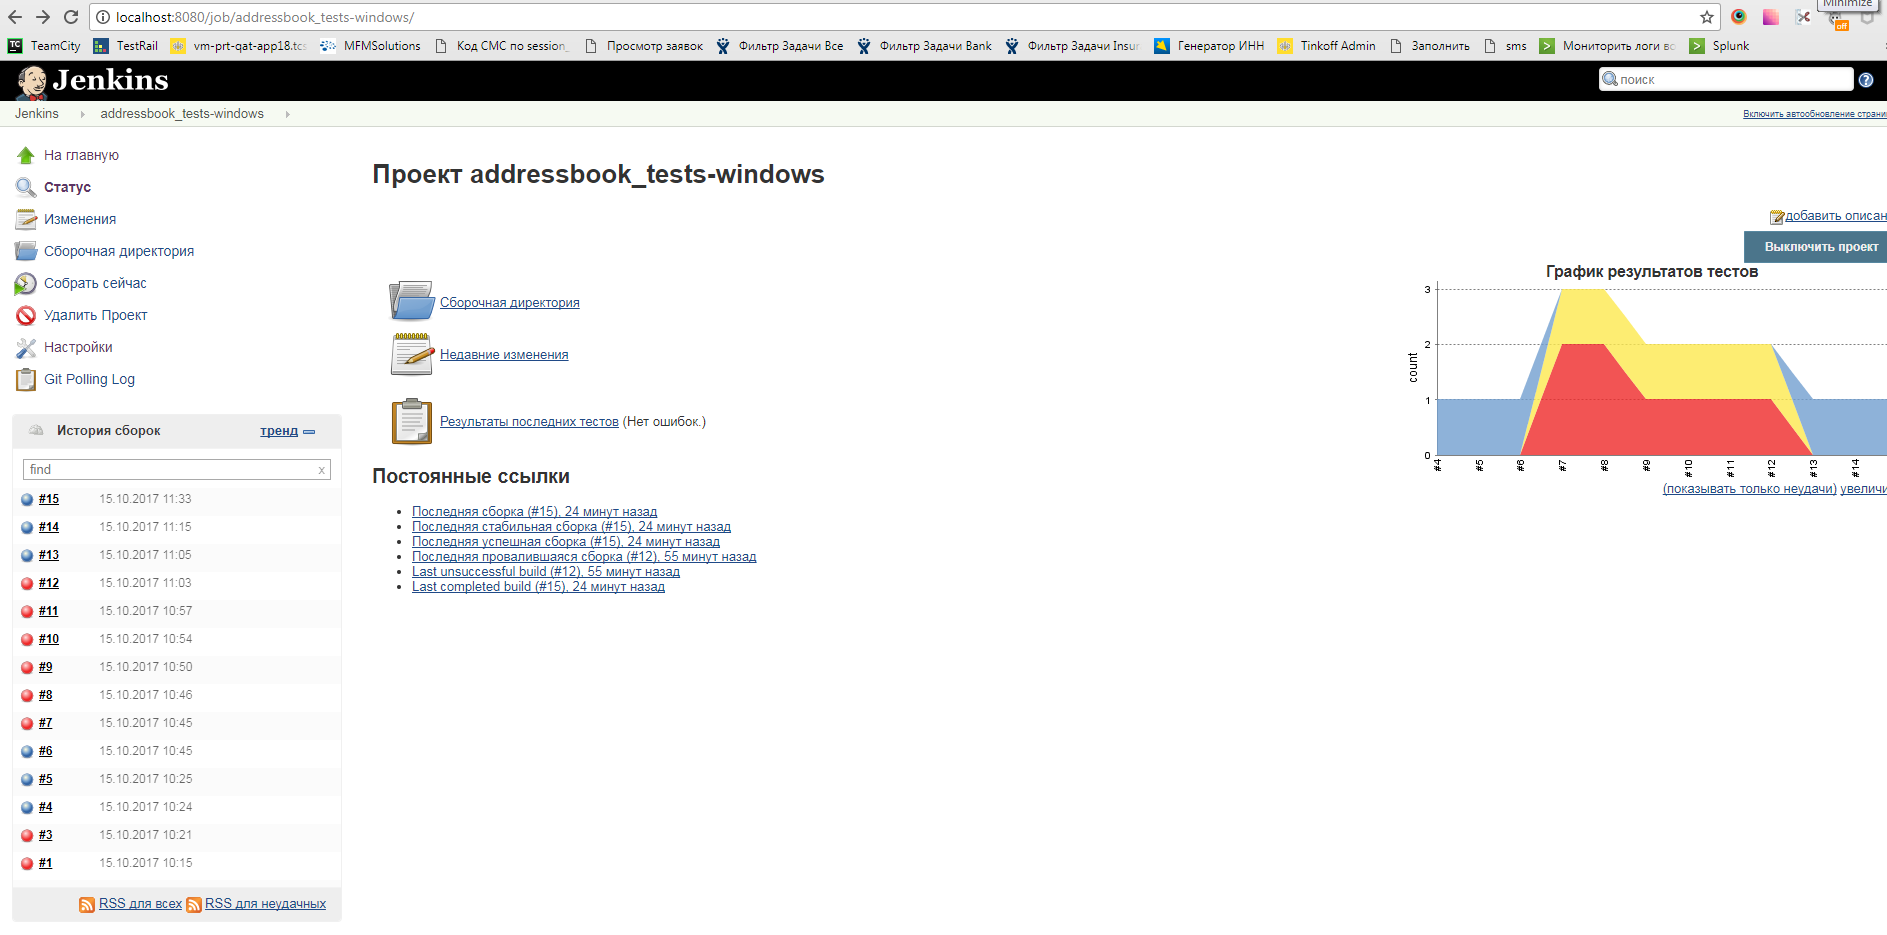 Minimize
localhost:8080/job/addressbook_tests-windows/
off
TC TeamCity TestRail vm-prt-qat-app18.tcs MFMSolutions Код СМС по session_ Просмотр заявок Фильтр Задачи Все Фильтр Задачи Bank Фильтр Задачи Insur Генератор ИНН Tinkoff Admin Заполнить sms Мониторить логи во Splunk
Jenkins
поиск
Jenkins addressbook_tests-windows
Включить автообновление страни
На главную
Статус
Изменения
Сборочная директория
Собрать сейчас
Удалить Проект
Настройки
Git Polling Log
История сборок тренд
find x
#15 15.10.2017 11:33
#14 15.10.2017 11:15
#13 15.10.2017 11:05
#12 15.10.2017 11:03
#11 15.10.2017 10:57
#10 15.10.2017 10:54
#9 15.10.2017 10:50
#8 15.10.2017 10:46
#7 15.10.2017 10:45
#6 15.10.2017 10:45
#5 15.10.2017 10:25
#4 15.10.2017 10:24
#3 15.10.2017 10:21
#1 15.10.2017 10:15
RSS для всех RSS для неудачных
Проект addressbook_tests-windows
добавить описан
Выключить проект
Сборочная директория
Недавние изменения
Результаты последних тестов (Нет ошибок.)
Постоянные ссылки
Последняя сборка (#15), 24 минут назад
Последняя стабильная сборка (#15), 24 минут назад
Последняя успешная сборка (#15), 24 минут назад
Последняя провалившаяся сборка (#12), 55 минут назад
Last unsuccessful build (#12), 55 минут назад
Last completed build (#15), 24 минут назад
График результатов тестов
count
3
2
1
0
#4 #5 #6 #7 #8 #9 #10 #11 #12 #13 #14
(показывать только неудачи) увеличи